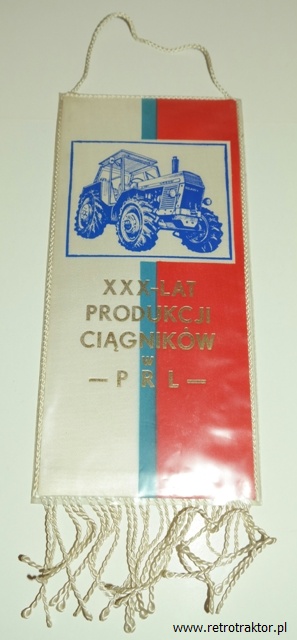 XXX-LAT
PRODUKCJI
CIĄGNIKÓW
W
— P R L —
www.retrotraktor.pl